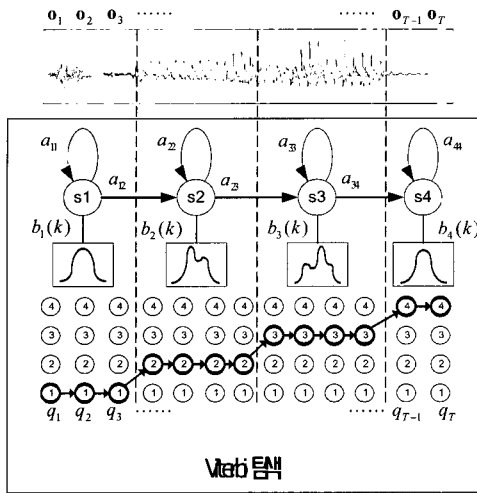 o₁ o₂ o₃ ...... ...... o_{T-1} o_T
a₁₁ a₂₂ a₃₃ a₄₄
a₁₂ a₂₃ a₃₄
s1 s2 s3 s4
b₁(k) b₂(k) b₃(k) b₄(k)
4 4 4 4 4 4 4 4 4 4 4 4 4
3 3 3 3 3 3 3 3 3 3 3 3 3
2 2 2 2 2 2 2 2 2 2 2 2 2
1 1 1 1 1 1 1 1 1 1 1 1 1
q₁ q₂ q₃ ...... ...... q_{T-1} q_T
Viterbi 탐색